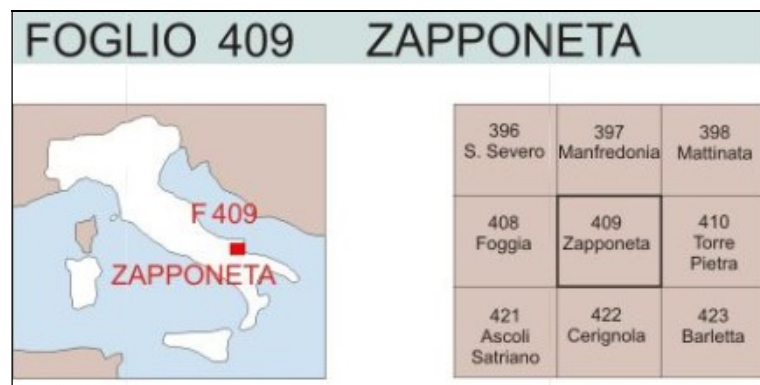 FOGLIO 409 ZAPPONETA
F 409
ZAPPONETA
396
S. Severo
397
Manfredonia
398
Mattinata
408
Foggia
409
Zapponeta
410
Torre
Pietra
421
Ascoli
Satriano
422
Cerignola
423
Barletta